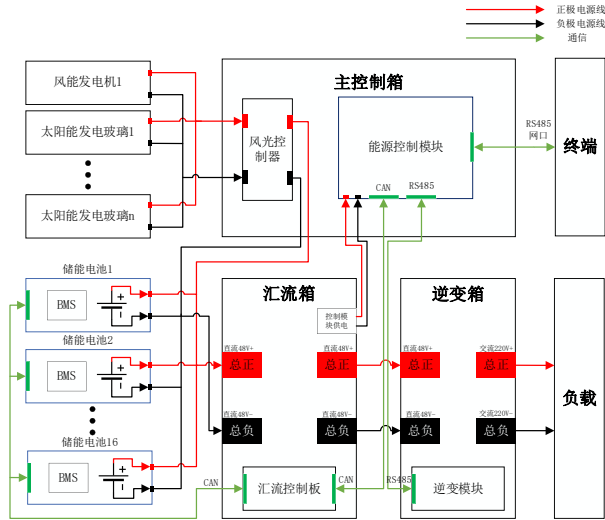 正极电源线
负极电源线
通信
风能发电机1
太阳能发电玻璃1
太阳能发电玻璃n
主控制箱
风光控
制器
能源控制模块
CAN
RS485
RS485
网口
终端
储能电池1
BMS
+
-
储能电池2
BMS
+
-
储能电池16
BMS
+
-
汇流箱
控制模
块供电
直流48V+
总正
直流48V+
总正
直流48V-
总负
直流48V-
总负
CAN
汇流控制板
CAN
逆变箱
直流48V+
总正
交流220V+
总正
直流48V-
总负
交流220V-
总负
RS485
逆变模块
负载